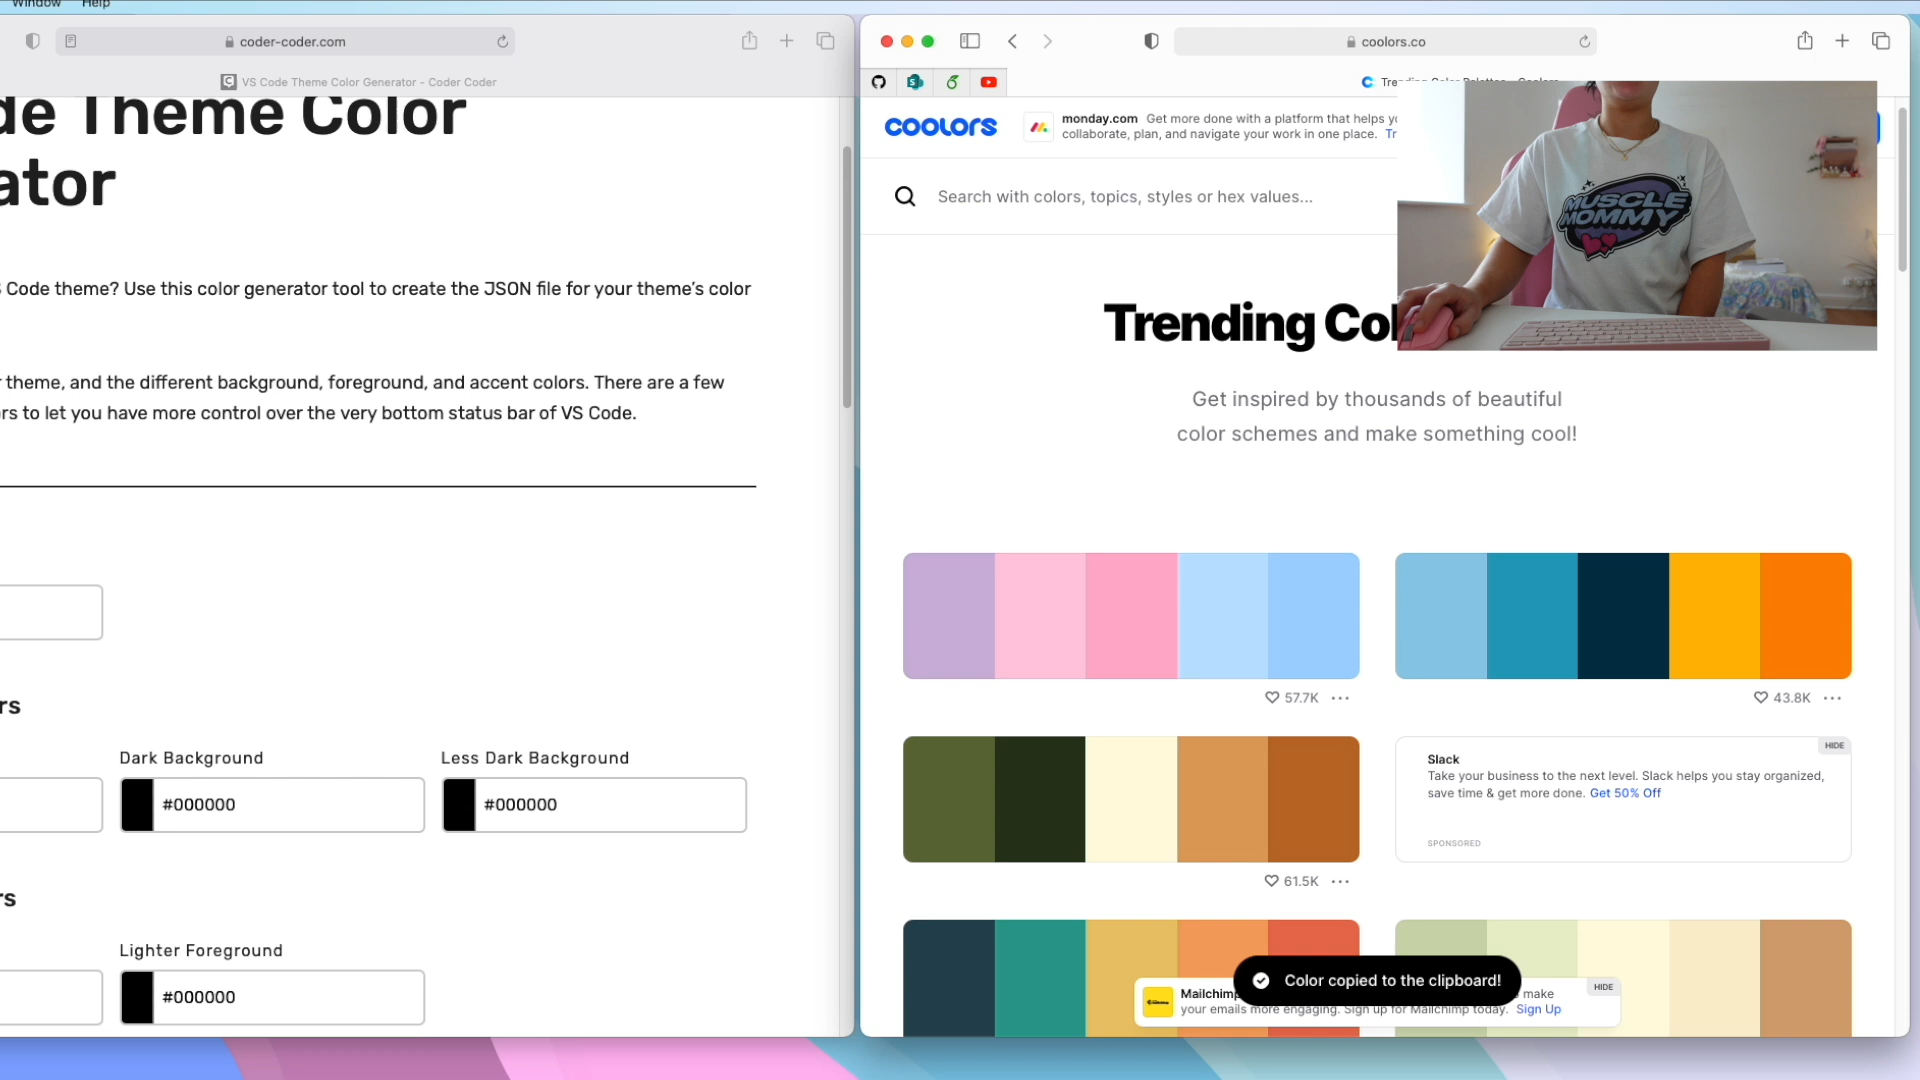 Window Help
coder-coder.com
VS Code Theme Color Generator - Coder Coder
de Theme Color
ator
Code theme? Use this color generator tool to create the JSON file for your theme's color
theme, and the different background, foreground, and accent colors. There are a few
rs to let you have more control over the very bottom status bar of VS Code.
rs
Dark Background
Less Dark Background
#000000
#000000
rs
Lighter Foreground
#000000
coolors.co
coolors
monday.com Get more done with a platform that helps yo
collaborate, plan, and navigate your work in one place. Tr
Search with colors, topics, styles or hex values...
MUSCLE
MOMMY
Trending Col
Get inspired by thousands of beautiful
color schemes and make something cool!
57.7K
43.8K
HIDE
Slack
Take your business to the next level. Slack helps you stay organized,
save time & get more done. Get 50% Off
SPONSORED
61.5K
Color copied to the clipboard!
HIDE
Mailchimp make
your emails more engaging. Sign up for Mailchimp today. Sign Up